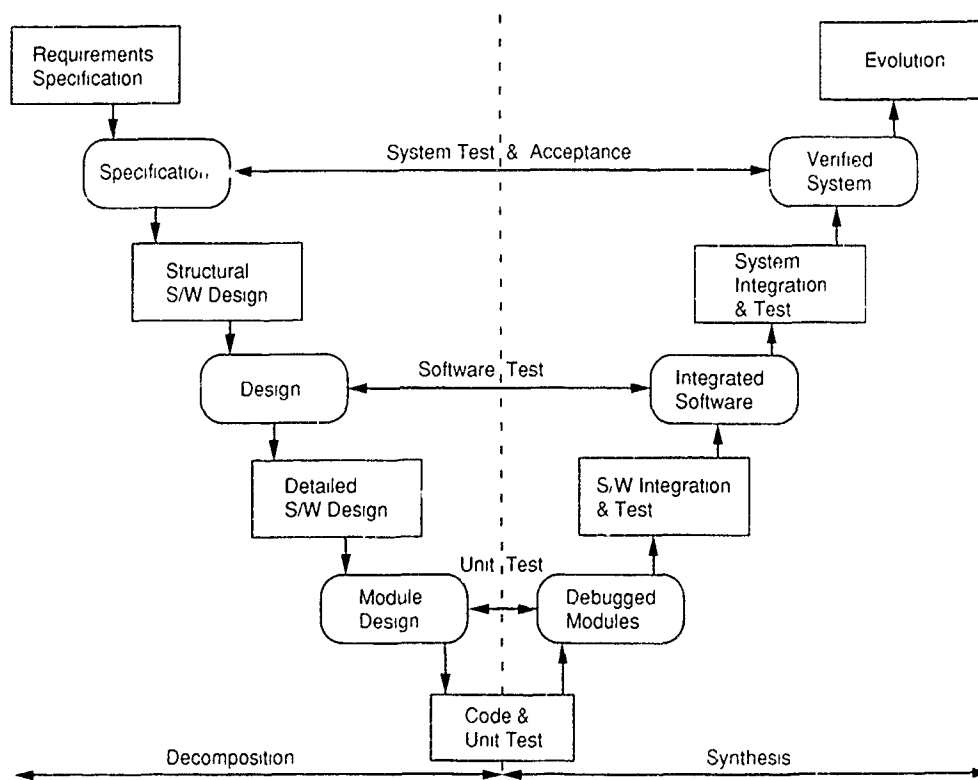 Requirements
Specification
Evolution
System Test & Acceptance
Specification
Verified
System
Structural
S/W Design
System
Integration
& Test
Software Test
Design
Integrated
Software
Detailed
S/W Design
S/W Integration
& Test
Unit Test
Module
Design
Debugged
Modules
Code &
Unit Test
Decomposition
Synthesis